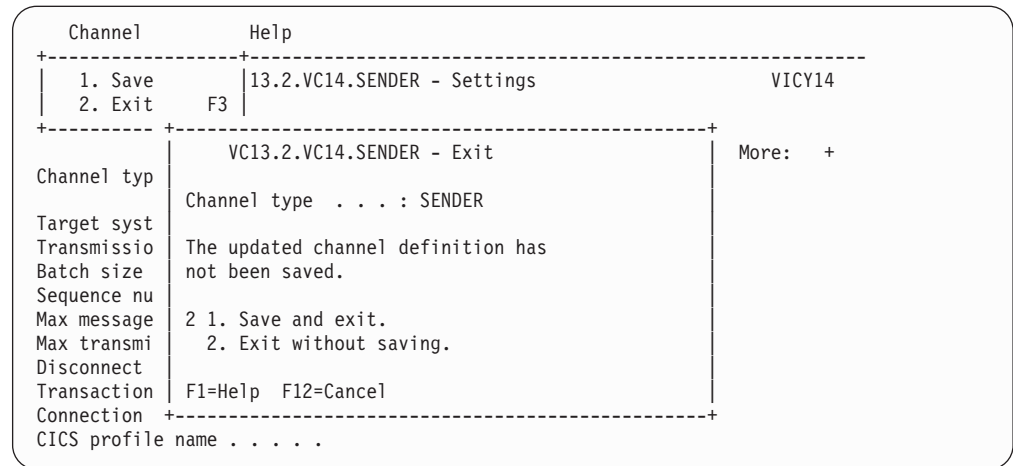 Channel Help
1. Save 13.2.VC14.SENDER - Settings VICY14
2. Exit F3
VC13.2.VC14.SENDER - Exit More: +
Channel typ
Channel type . . . : SENDER
Target syst
Transmissio The updated channel definition has
Batch size not been saved.
Sequence nu
Max message 2 1. Save and exit.
Max transmi 2. Exit without saving.
Disconnect
Transaction F1=Help F12=Cancel
Connection
CICS profile name . . . . .